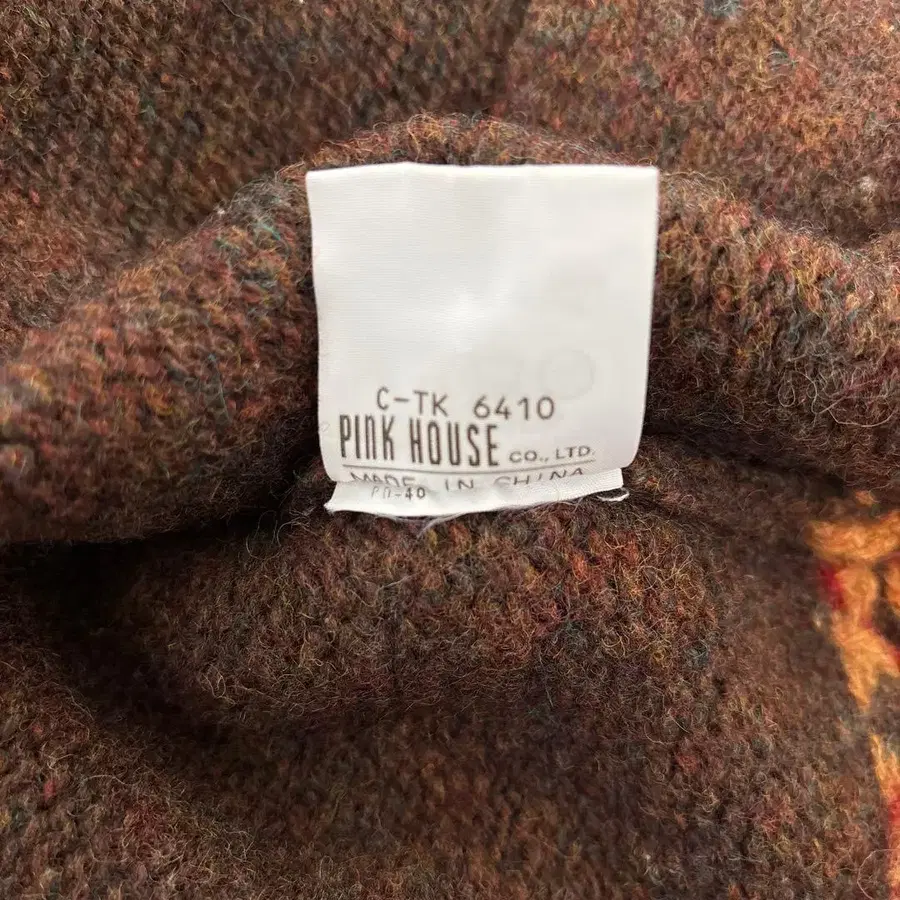 C-TK 6410
PINK HOUSE CO., LTD.
MADE IN CHINA